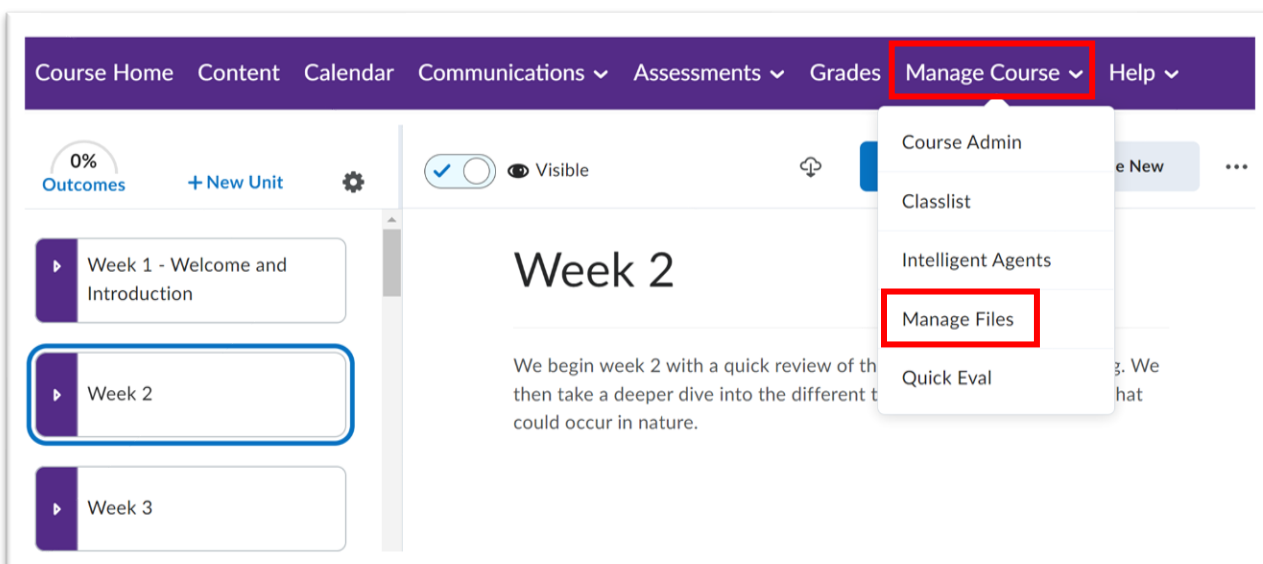 Course Home Content Calendar Communications Assessments Grades Manage Course Help
0%
Outcomes
+ New Unit
Visible
e New
Course Admin
Classlist
Intelligent Agents
Manage Files
Quick Eval
Week 1 - Welcome and
Introduction
Week 2
Week 3
Week 2
We begin week 2 with a quick review of th g. We
then take a deeper dive into the different t hat
could occur in nature.